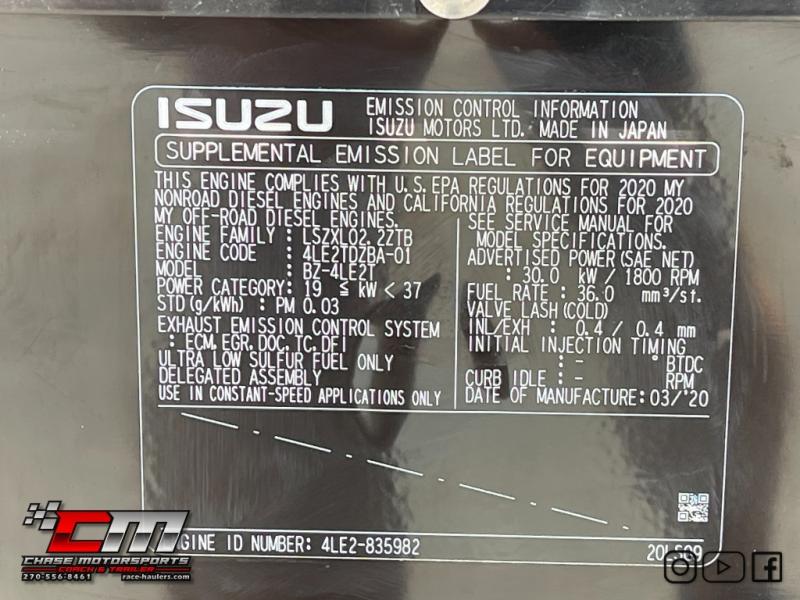 ISUZU EMISSION CONTROL INFORMATION
ISUZU MOTORS LTD. MADE IN JAPAN
SUPPLEMENTAL EMISSION LABEL FOR EQUIPMENT
THIS ENGINE COMPLIES WITH U.S. EPA REGULATIONS FOR 2020 MY
NONROAD DIESEL ENGINES AND CALIFORNIA REGULATIONS FOR 2020
MY OFF-ROAD DIESEL ENGINES.
ENGINE FAMILY : LSZXL02.2ZTB
ENGINE CODE : 4LE2TDZBA-01
MODEL : BZ-4LE2T
POWER CATEGORY: 19 ≦ kW < 37
STD(g/kWh) : PM 0.03
EXHAUST EMISSION CONTROL SYSTEM
: ECM, EGR, DOC, TC, DFI
ULTRA LOW SULFUR FUEL ONLY
DELEGATED ASSEMBLY
USE IN CONSTANT-SPEED APPLICATIONS ONLY
SEE SERVICE MANUAL FOR
MODEL SPECIFICATIONS.
ADVERTISED POWER(SAE NET)
: 30.0 kW / 1800 RPM
FUEL RATE : 36.0 mm³/st.
VALVE LASH(COLD)
INL/EXH : 0.4 / 0.4 mm
INITIAL INJECTION TIMING
: - ° BTDC
CURB IDLE : - RPM
DATE OF MANUFACTURE: 03/'20
GINE ID NUMBER: 4LE2-835982
CM
CHASE MOTORSPORTS
COACH & TRAILER
270-556-8461 race-haulers.com